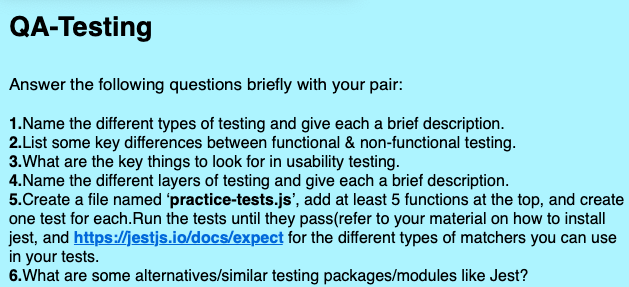 QA-Testing
Answer the following questions briefly with your pair:
1.Name the different types of testing and give each a brief description.
2.List some key differences between functional & non-functional testing.
3.What are the key things to look for in usability testing.
4.Name the different layers of testing and give each a brief description.
5.Create a file named ‘practice-tests.js’, add at least 5 functions at the top, and create
one test for each.Run the tests until they pass(refer to your material on how to install
jest, and https://jestjs.io/docs/expect for the different types of matchers you can use
in your tests.
6.What are some alternatives/similar testing packages/modules like Jest?